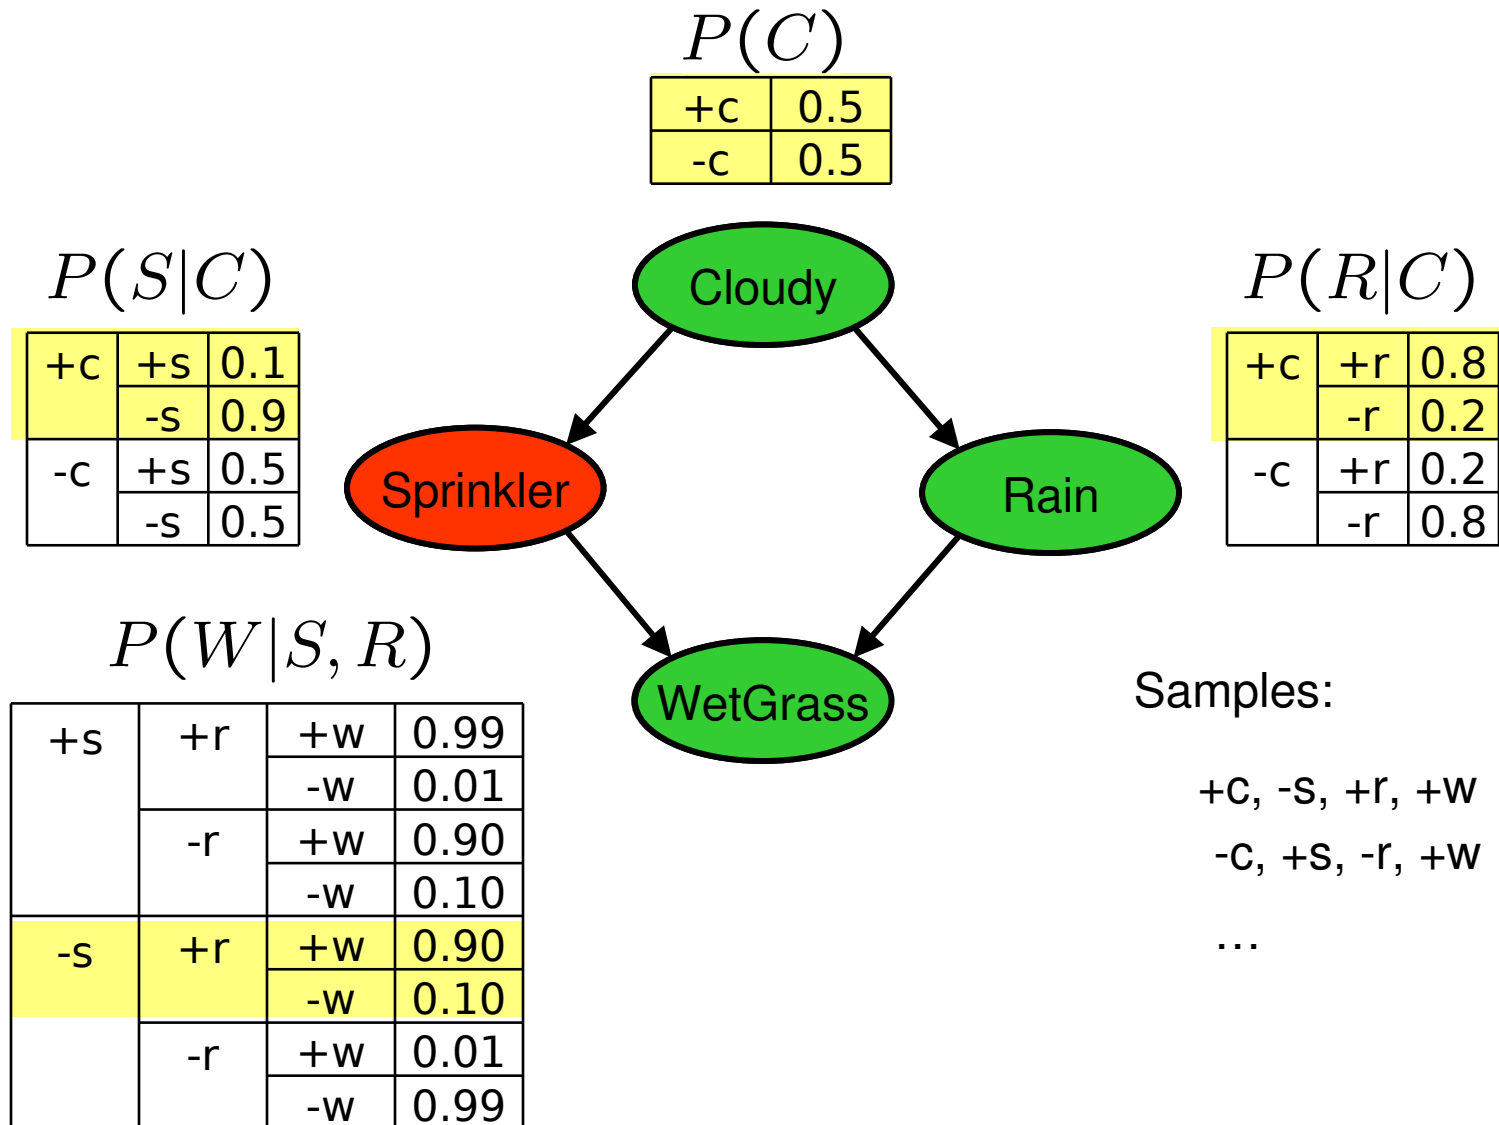 P(C)
+c 0.5
-c 0.5
P(S|C)
+c +s 0.1
-s 0.9
-c +s 0.5
-s 0.5
Cloudy
P(R|C)
+c +r 0.8
-r 0.2
-c +r 0.2
-r 0.8
Sprinkler
Rain
P(W|S, R)
+s +r +w 0.99
-w 0.01
-r +w 0.90
-w 0.10
-s +r +w 0.90
-w 0.10
-r +w 0.01
-w 0.99
WetGrass
Samples:
+c, -s, +r, +w
-c, +s, -r, +w
…